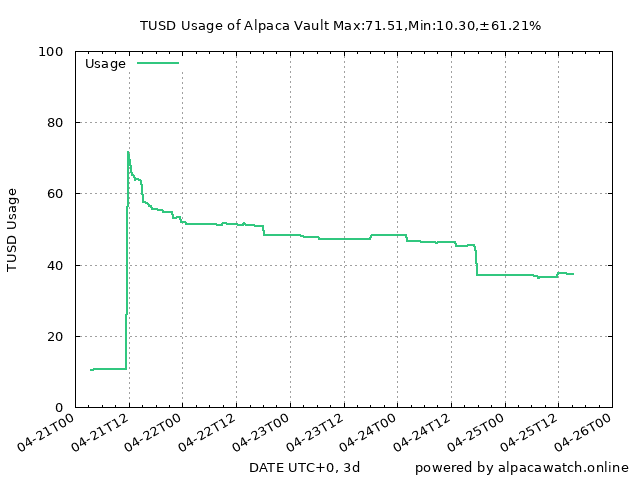 TUSD Usage of Alpaca Vault Max:71.51,Min:10.30,±61.21%
Usage
100
80
60
40
20
0
TUSD Usage
04-21T00
04-21T12
04-22T00
04-22T12
04-23T00
04-23T12
04-24T00
04-24T12
04-25T00
04-25T12
04-26T00
DATE UTC+0, 3d
powered by alpacawatch.online